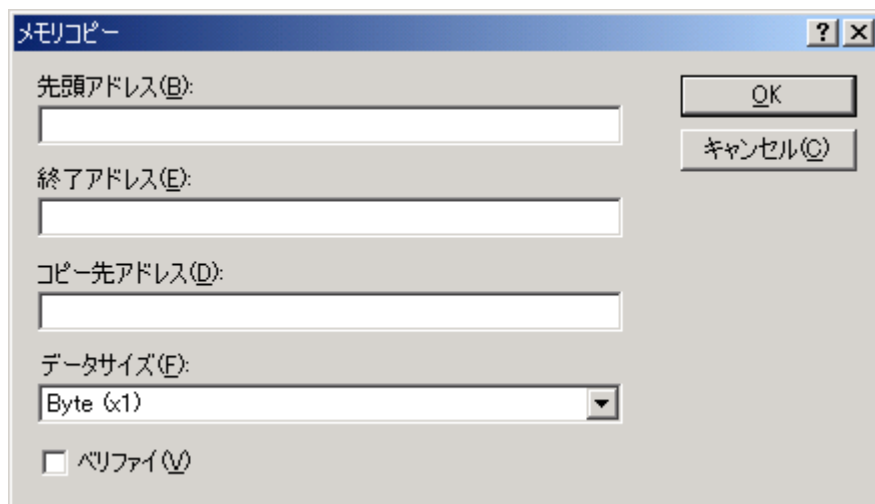 メモリコピー
先頭アドレス(B):
OK
キャンセル(C)
終了アドレス(E):
コピー先アドレス(D):
データサイズ(F):
Byte (x1)
ベリファイ(V)